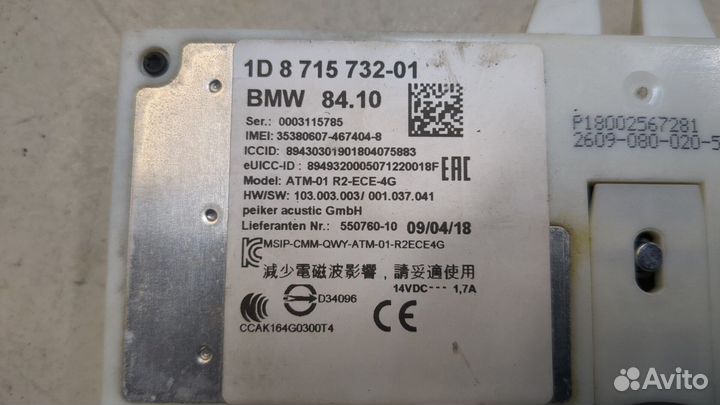 1D 8 715 732-01
BMW 84.10
Ser.: 0003115785
IMEI: 35380607-467404-8
ICCID: 89430301901804075883
eUICC-ID : 8949320005071220018F
EAC
Model: ATM-01 R2-ECE-4G
HW/SW: 103.003.003/ 001.037.041
peiker acustic GmbH
Lieferanten Nr.: 550760-10 09/04/18
MSIP-CMM-QWY-ATM-01-R2ECE4G
減少電磁波影響，請妥適使用
14VDC 1,7A
D34096
CCAK164G0300T4
CE
P18002567281
2609-080-020-5
Avito